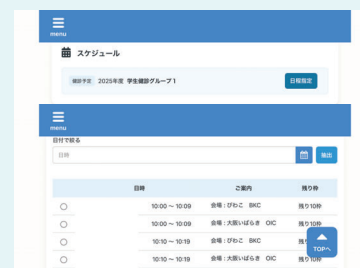 menu
スケジュール
健診予定 2025年度 学生健診グループ1 日程指定
menu
日付で絞る
日時 抽出
日時 ご案内 残り枠
10:00 ~ 10:09 会場:びわこ BKC 残り10枠
10:00 ~ 10:09 会場:大阪いばらき OIC 残り10枠
10:10 ~ 10:19 会場:びわこ BKC
10:10 ~ 10:19 会場:大阪いばらき OIC 残り10枠
TOPへ